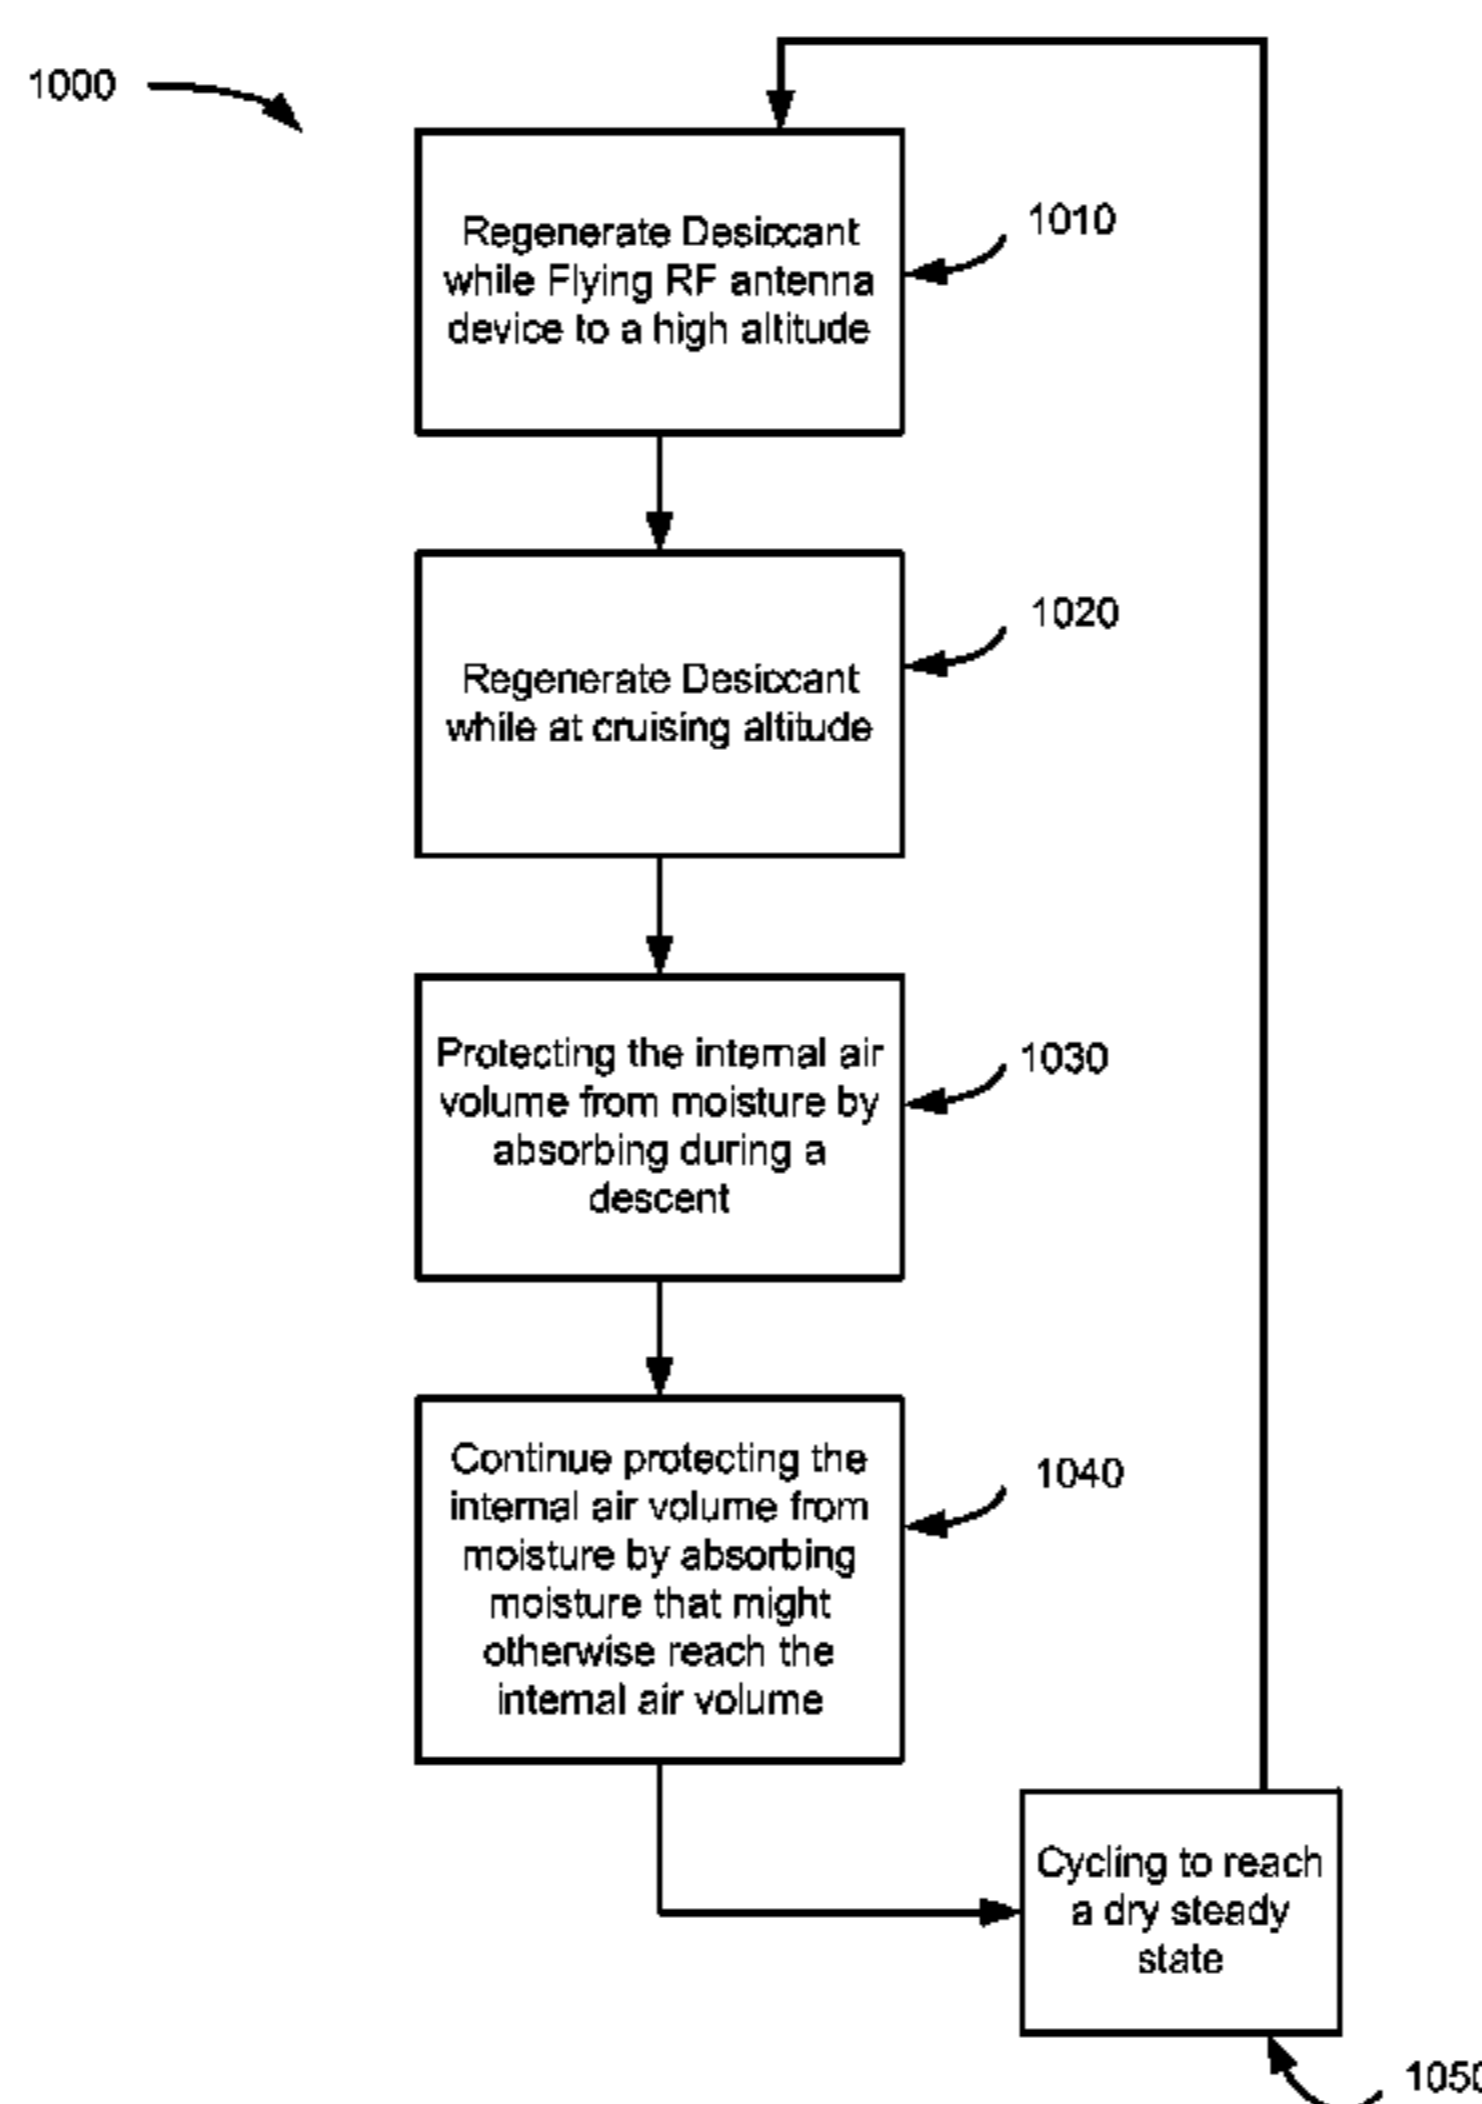 1000
Regenerate Desiccant
while Flying RF antenna
device to a high altitude
1010
Regenerate Desiccant
while at cruising altitude
1020
Protecting the internal air
volume from moisture by
absorbing during a
descent
1030
Continue protecting the
internal air volume from
moisture by absorbing
moisture that might
otherwise reach the
internal air volume
1040
Cycling to reach
a dry steady
state
1050